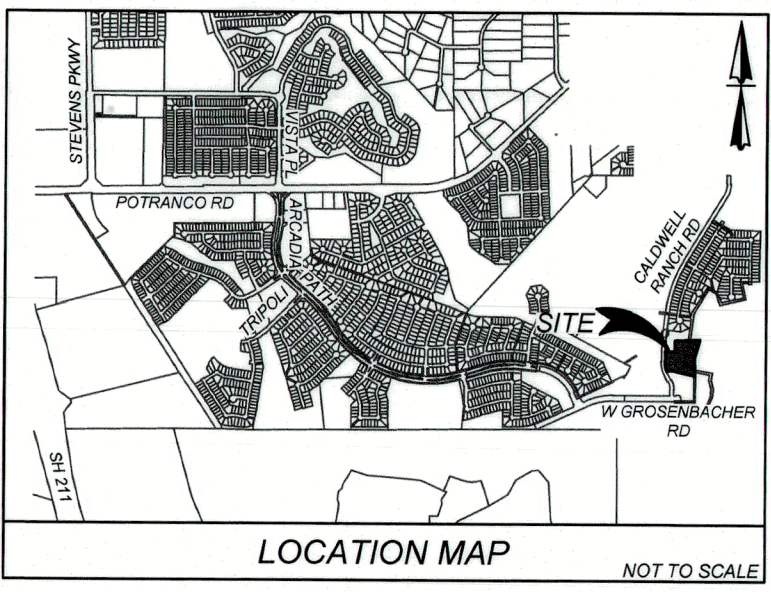 STEVENS PKWY
VISTA PL
POTRANCO RD
ARCADIA PATH
TRIPOLI
CALDWELL
RANCH RD
SITE
W GROSENBACHER
RD
SH 211
LOCATION MAP
NOT TO SCALE